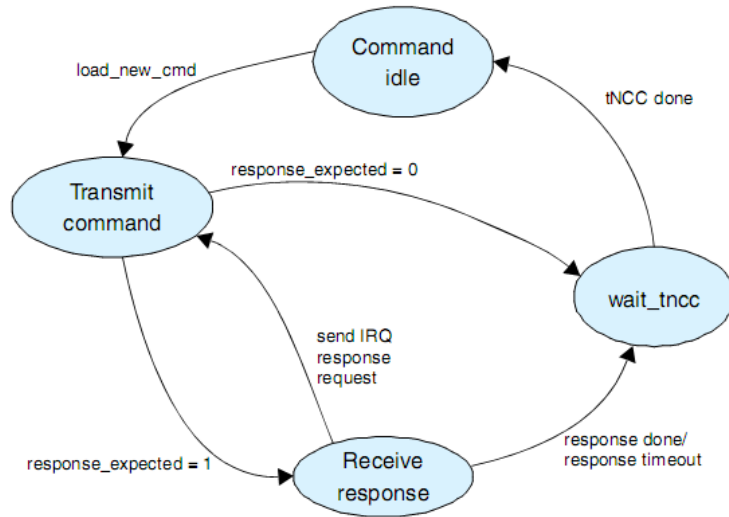 Command
idle
load_new_cmd
tNCC done
response_expected = 0
Transmit
command
wait_tncc
send IRQ
response
request
response done/
response timeout
response_expected = 1
Receive
response